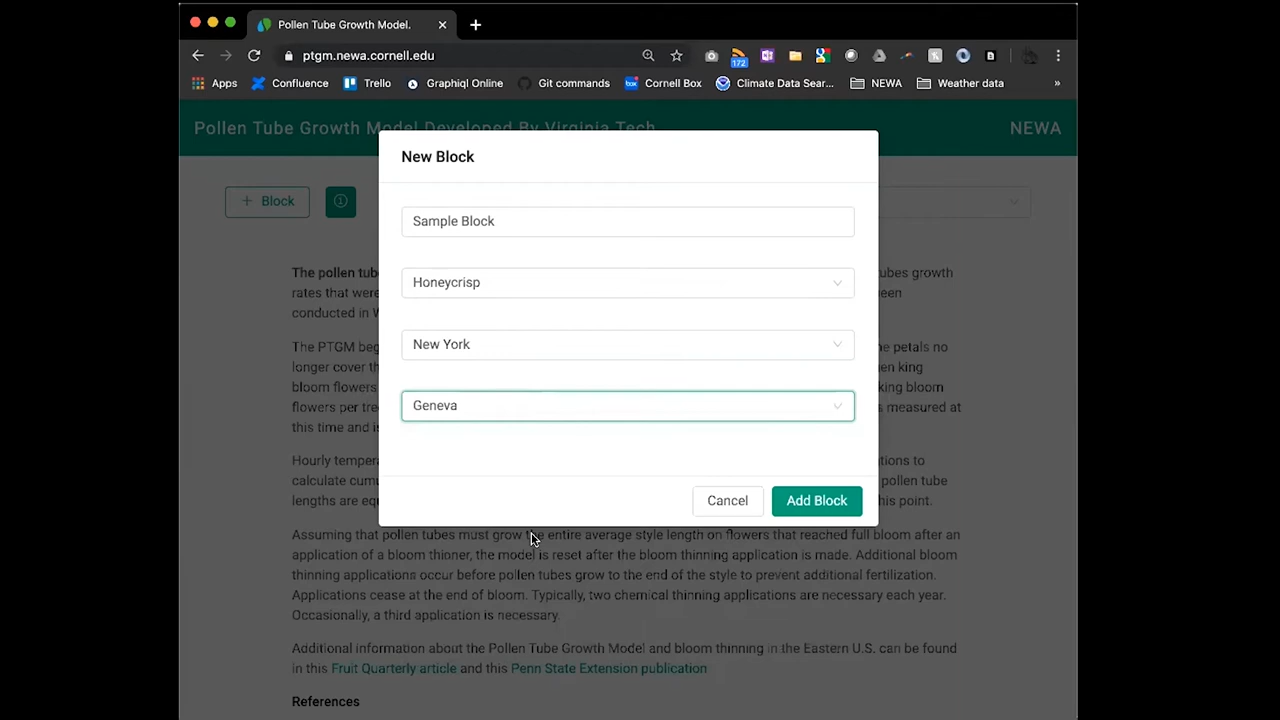 Pollen Tube Growth Model.
ptgm.newa.cornell.edu
172
Apps Confluence Trello Graphiql Online Git commands Cornell Box Climate Data Sear... NEWA Weather data »
Pollen Tube Growth Model Developed By Virginia Tech NEWA
New Block
+ Block
Sample Block
Honeycrisp
New York
Geneva
Cancel Add Block
The pollen tube ubes growth
rates that were een
conducted in
The PTGM beg e petals no
longer cover th en king
bloom flowers king bloom
flowers per tre s measured at
this time and is
Hourly tempera ations to
calculate cumu pollen tube
lengths are equ his point.
Assuming that pollen tubes must grow the entire average style length on flowers that reached full bloom after an
application of a bloom thinner, the model is reset after the bloom thinning application is made. Additional bloom
thinning applications occur before pollen tubes grow to the end of the style to prevent additional fertilization.
Applications cease at the end of bloom. Typically, two chemical thinning applications are necessary each year.
Occasionally, a third application is necessary.
Additional information about the Pollen Tube Growth Model and bloom thinning in the Eastern U.S. can be found
in this Fruit Quarterly article and this Penn State Extension publication
References